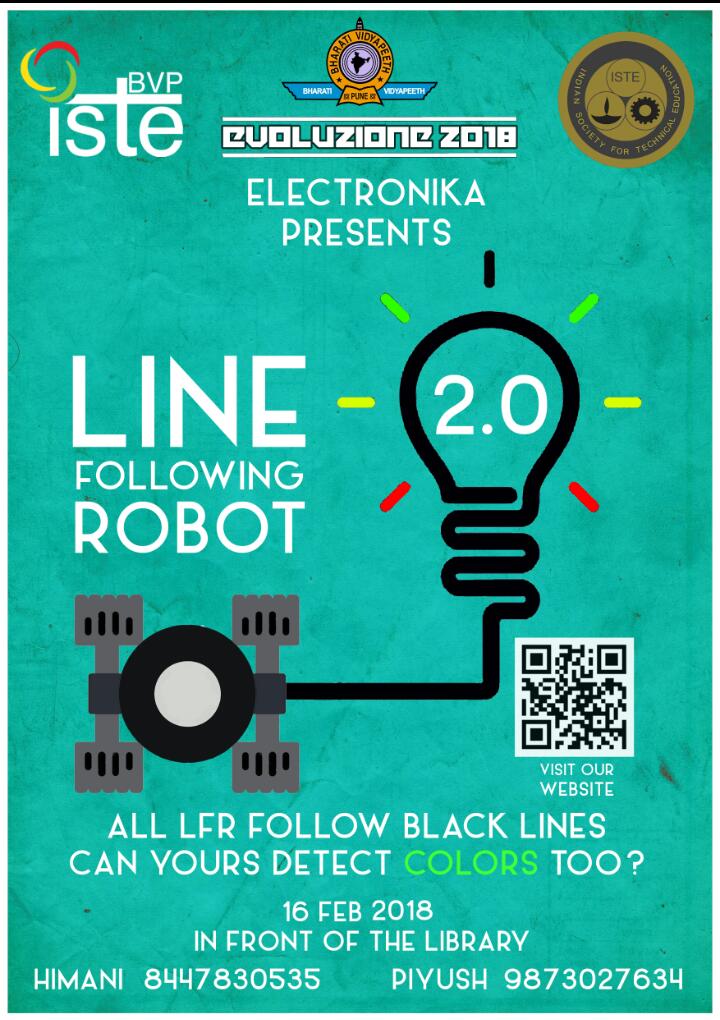 BVP
iste
BHARATI VIDYAPEETH
BHARATI
PUNE
VIDYAPEETH
EVOLUZIONE 2018
ISTE
INDIAN SOCIETY FOR TECHNICAL EDUCATION
ELECTRONIKA
PRESENTS
LINE
FOLLOWING
ROBOT
2.0
VISIT OUR
WEBSITE
ALL LFR FOLLOW BLACK LINES
CAN YOURS DETECT COLORS TOO?
16 FEB 2018
IN FRONT OF THE LIBRARY
HIMANI 8447830535
PIYUSH 9873027634